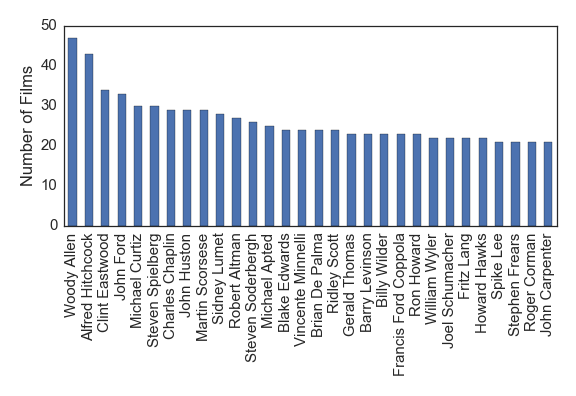 50
40
30
20
10
0
Number of Films
Woody Allen
Alfred Hitchcock
Clint Eastwood
John Ford
Michael Curtiz
Steven Spielberg
Charles Chaplin
John Huston
Martin Scorsese
Sidney Lumet
Robert Altman
Steven Soderbergh
Michael Apted
Blake Edwards
Vincente Minnelli
Brian De Palma
Ridley Scott
Gerald Thomas
Barry Levinson
Billy Wilder
Francis Ford Coppola
Ron Howard
William Wyler
Joel Schumacher
Fritz Lang
Howard Hawks
Spike Lee
Stephen Frears
Roger Corman
John Carpenter